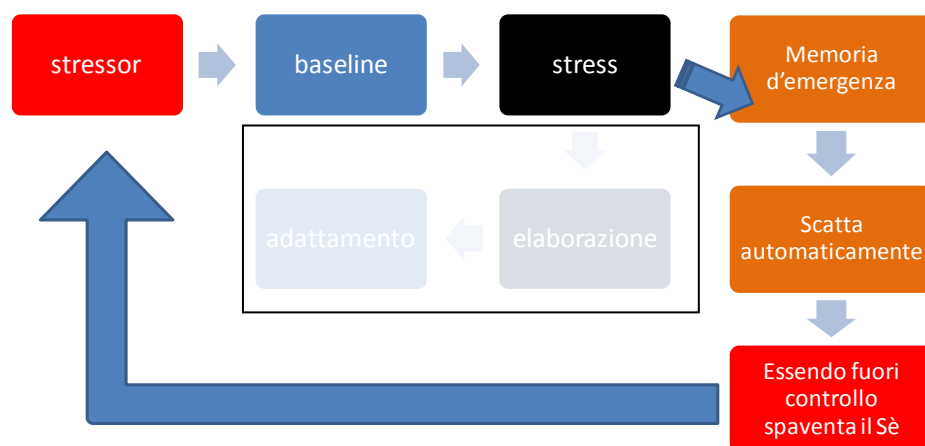 stressor
baseline
stress
Memoria
d'emergenza
adattamento
elaborazione
Scatta
automaticamente
Essendo fuori
controllo
spaventa il Sè